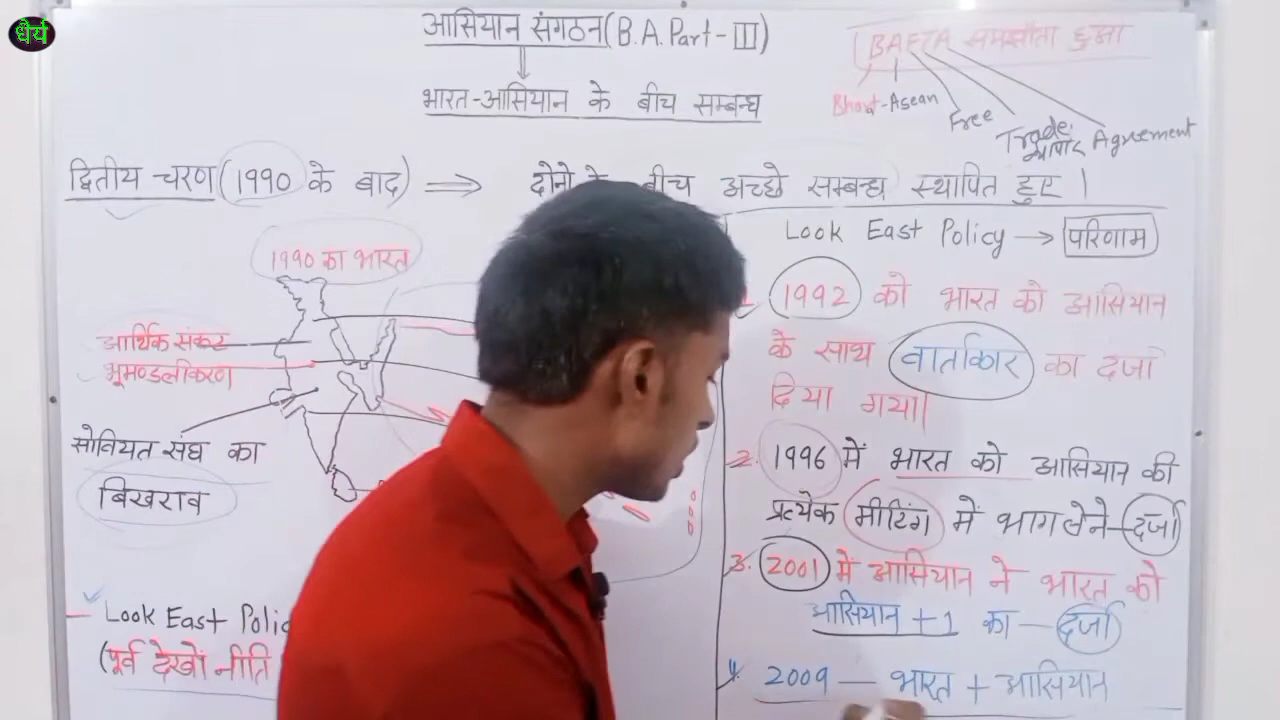 धैर्य
आसियान संगठन (B.A. Part - III)
भारत-आसियान के बीच सम्बन्ध
BAFTA समझौता हुआ
Bharat-Asean
Free
Trade
व्यापार
Agreement
द्वितीय चरण (1990 के बाद) ⟹ दोनो के बीच अच्छे सम्बन्ध स्थापित हुए ।
1990 का भारत
आर्थिक संकट
भूमण्डलीकरण
सोवियत संघ का
बिखराव
Look East
(पूर्व देखो नीति
Look East Policy → परिणाम
1992 को भारत को आसियान
के साथ वार्ताकार का दर्जा
दिया गया।
2. 1996 में भारत को आसियान की
प्रत्येक मीटिंग में भाग लेने - दर्जा
3. 2001 में आसियान ने भारत को
आसियान + 1 का - दर्जा
4. 2009 — भारत + आसियान